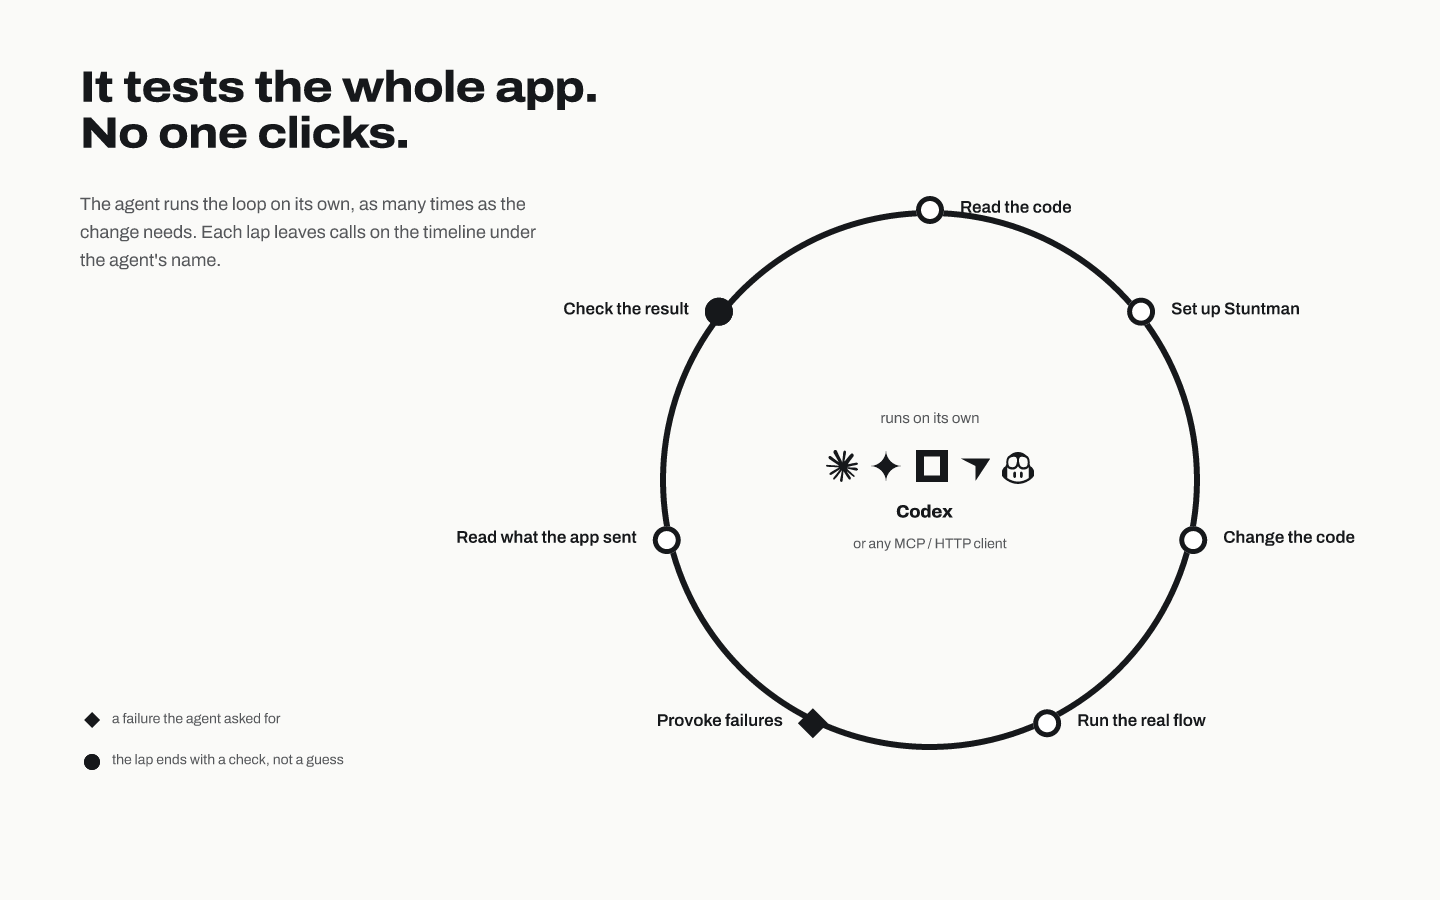 It tests the whole app.
No one clicks.
The agent runs the loop on its own, as many times as the
change needs. Each lap leaves calls on the timeline under
the agent's name.
Read the code
Check the result
Set up Stuntman
runs on its own
Codex
or any MCP / HTTP client
Read what the app sent
Change the code
Provoke failures
Run the real flow
a failure the agent asked for
the lap ends with a check, not a guess